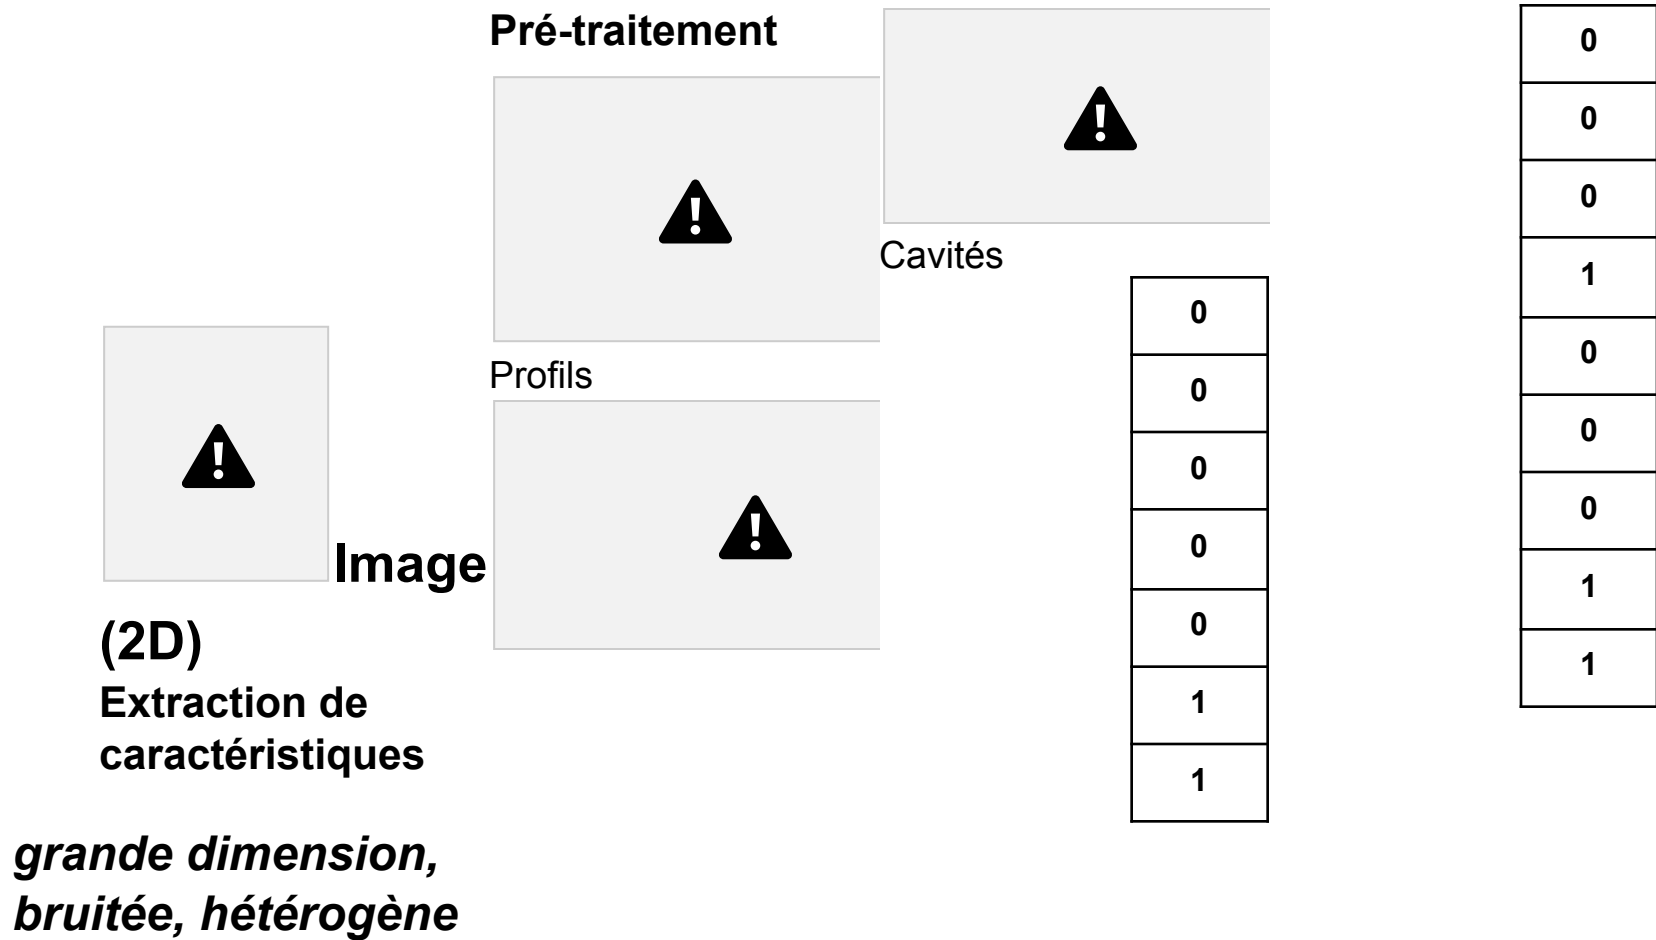 Pré-traitement
Cavités
Profils
Image
(2D)
Extraction de
caractéristiques
grande dimension,
bruitée, hétérogène
0
0
0
0
0
1
1
0
0
0
1
0
0
0
1
1